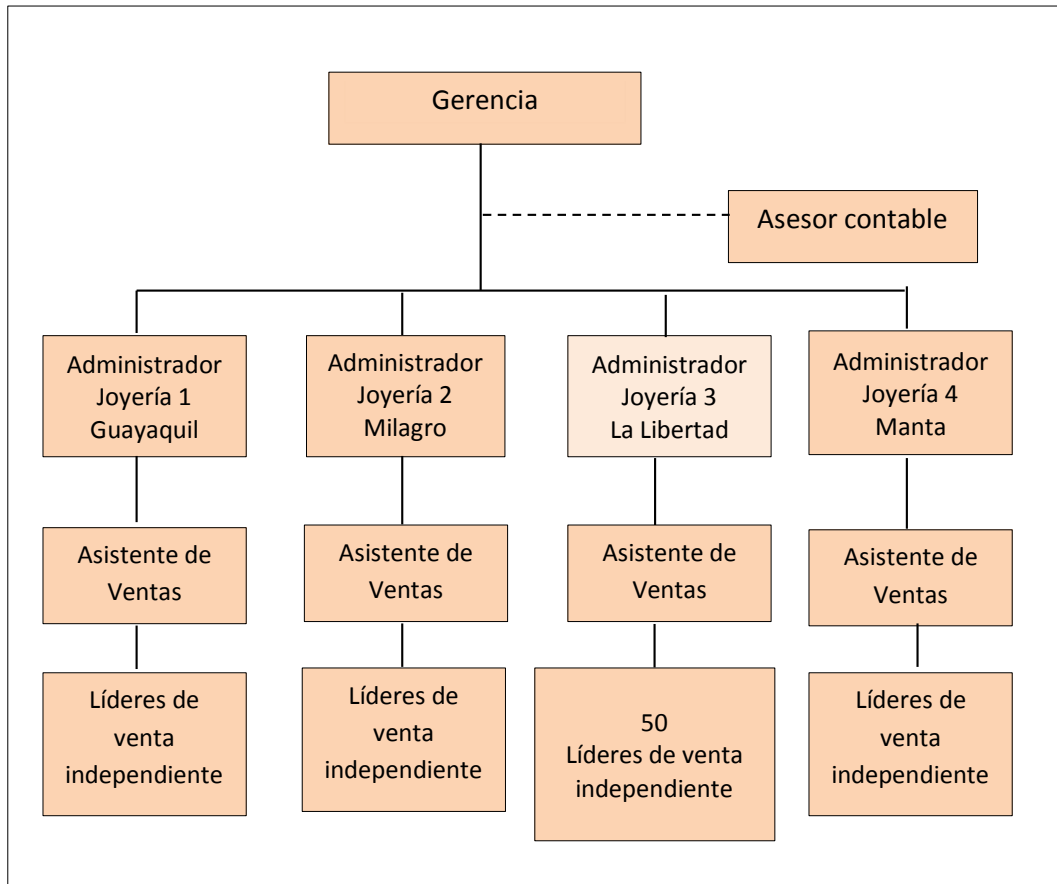 Gerencia
Asesor contable
Administrador
Joyería 1
Guayaquil
Administrador
Joyería 2
Milagro
Administrador
Joyería 3
La Libertad
Administrador
Joyería 4
Manta
Asistente de
Ventas
Asistente de
Ventas
Asistente de
Ventas
Asistente de
Ventas
Líderes de
venta
independiente
Líderes de
venta
independiente
50
Líderes de venta
independiente
Líderes de
venta
independiente